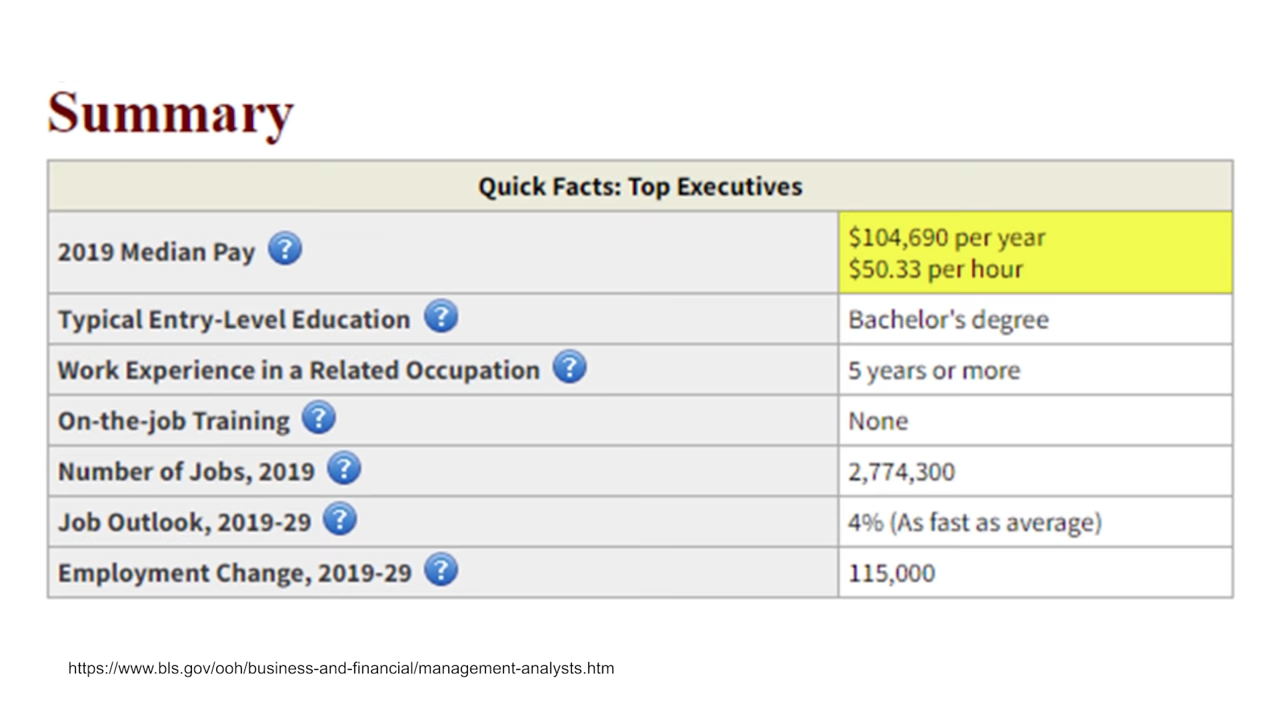 Summary
Quick Facts: Top Executives
2019 Median Pay ?
$104,690 per year
$50.33 per hour
Typical Entry-Level Education ?
Bachelor's degree
Work Experience in a Related Occupation ?
5 years or more
On-the-job Training ?
None
Number of Jobs, 2019 ?
2,774,300
Job Outlook, 2019-29 ?
4% (As fast as average)
Employment Change, 2019-29 ?
115,000
https://www.bls.gov/ooh/business-and-financial/management-analysts.htm